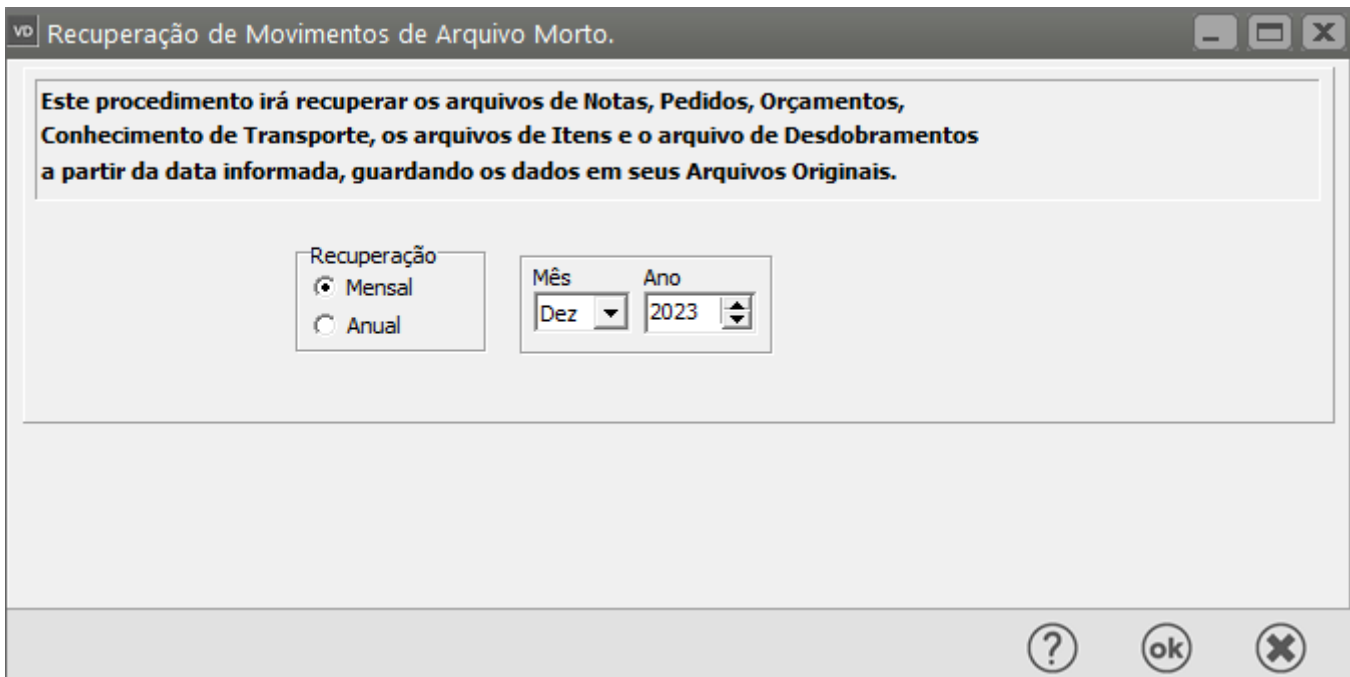 VD Recuperação de Movimentos de Arquivo Morto.
Este procedimento irá recuperar os arquivos de Notas, Pedidos, Orçamentos,
Conhecimento de Transporte, os arquivos de Itens e o arquivo de Desdobramentos
a partir da data informada, guardando os dados em seus Arquivos Originais.
Recuperação
Mensal
Anual
Mês Ano
Dez 2023
? ok